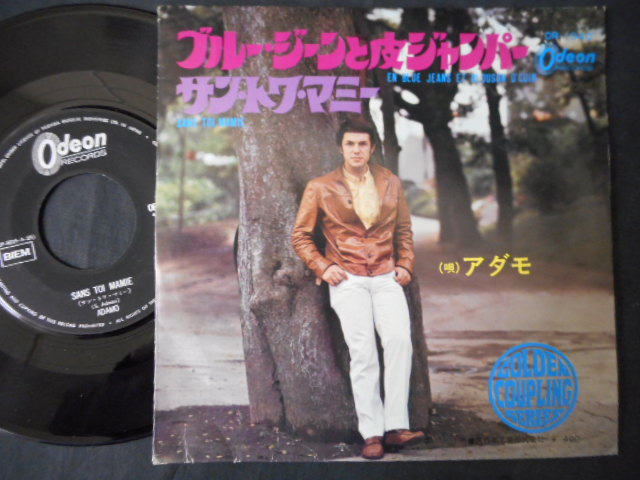 ブルー・ジーンと皮ジャンパー
EN BLUE JEANS ET BLOUSON D'CUIR
サン・トワ・マミー
SANS TOI MAMIE
Odeon
(唄) アダモ
GOLDEN
COUPLING
SERIES
Odeon
RECORDS
BIEM
SANS TOI MAMIE
(サン・トワ・マミー)
(S. Adamo)
ADAMO